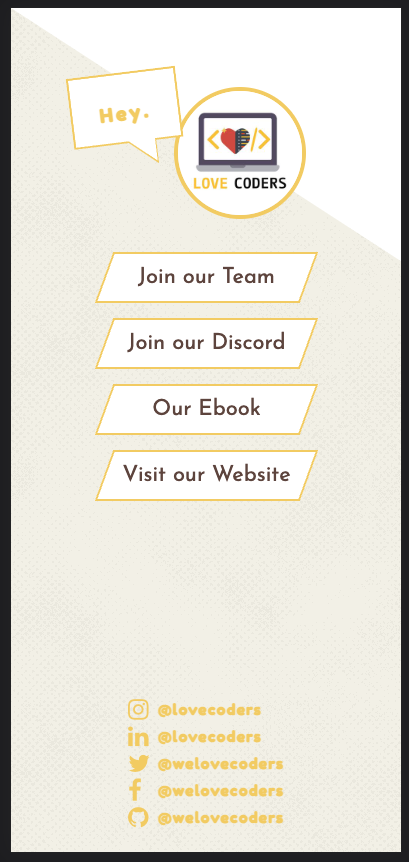 Hey.
</>
LOVE CODERS
Join our Team
Join our Discord
Our Ebook
Visit our Website
@lovecoders
in @lovecoders
@welovecoders
f @welovecoders
@welovecoders